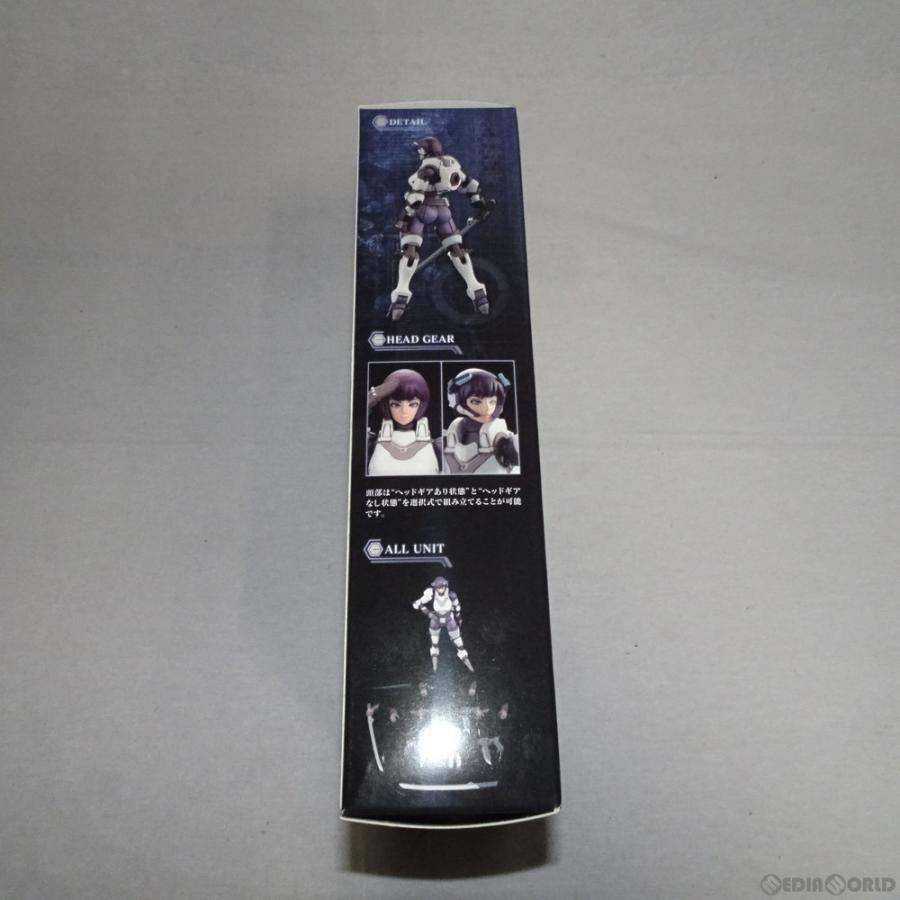 DETAIL
HEAD GEAR
頭部は“ヘッドギアあり状態”と“ヘッドギア
なし状態”を選択式で組み立てることが可能
です。
ALL UNIT
MEDIAWORLD